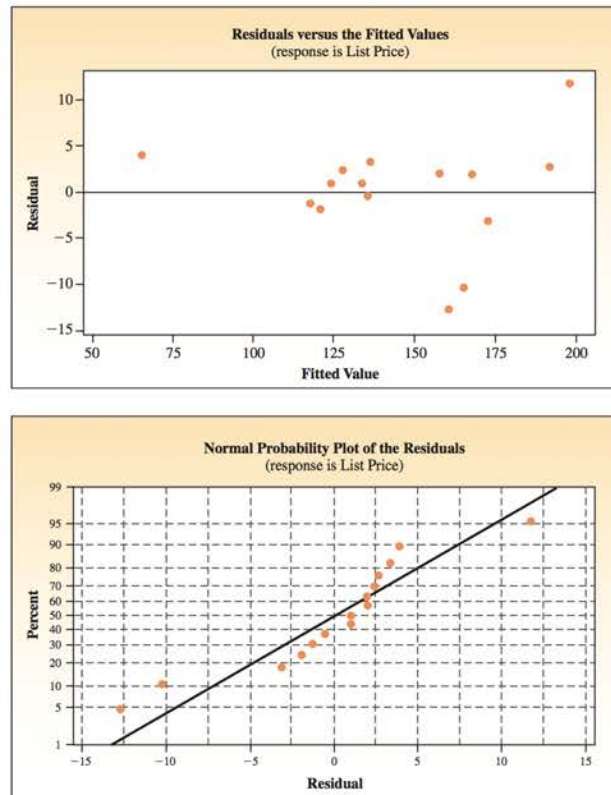 Residuals versus the Fitted Values
(response is List Price)
10
5
0
−5
−10
−15
Residual
50 75 100 125 150 175 200
Fitted Value
Normal Probability Plot of the Residuals
(response is List Price)
99
95
90
80
70
60
50
40
30
20
10
5
1
Percent
−15 −10 −5 0 5 10 15
Residual